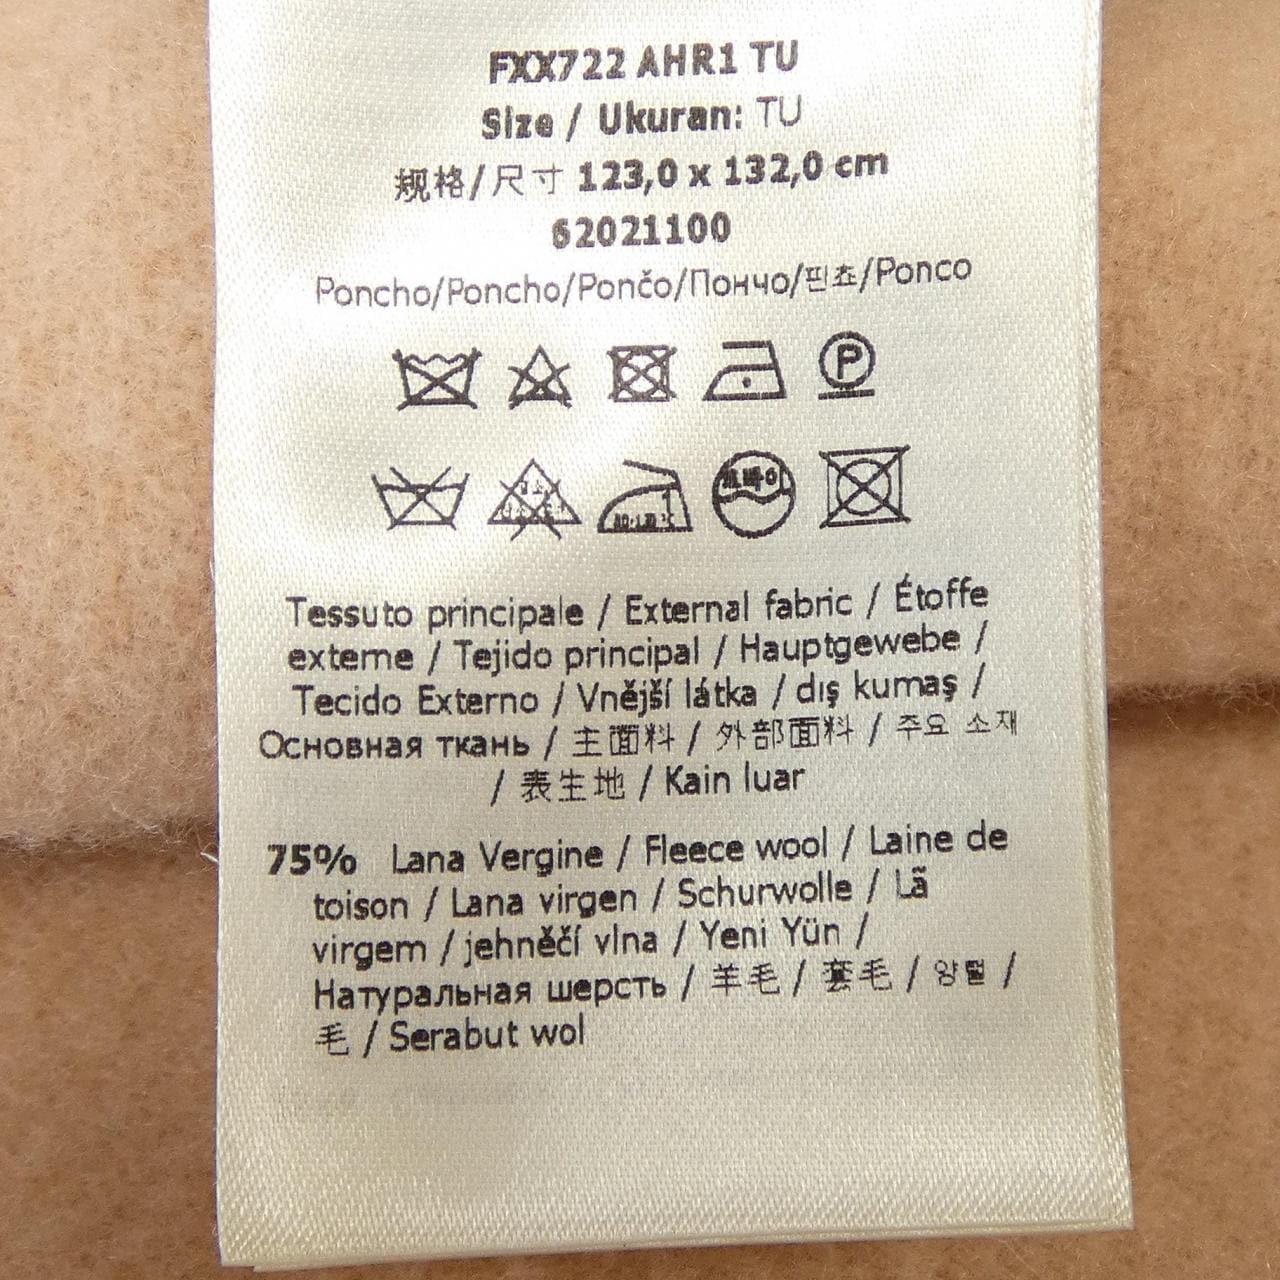 FXX722 AHR1 TU
Size / Ukuran: TU
规格/尺寸 123,0 x 132,0 cm
62021100
Poncho/Poncho/Pončo/Пончо/핀쵸/Ponco
P
Tessuto principale / External fabric / Étoffe
externe / Tejido principal / Hauptgewebe /
Tecido Externo / Vnější látka / dış kumaş /
Основная ткань / 主面料 / 外部面料 / 주요 소재
/ 表生地 / Kain luar
75% Lana Vergine / Fleece wool / Laine de
toison / Lana virgen / Schurwolle / Lã
virgem / jehněčí vlna / Yeni Yün /
Натуральная шерсть / 羊毛 / 套毛 / 양털 /
毛 / Serabut wol